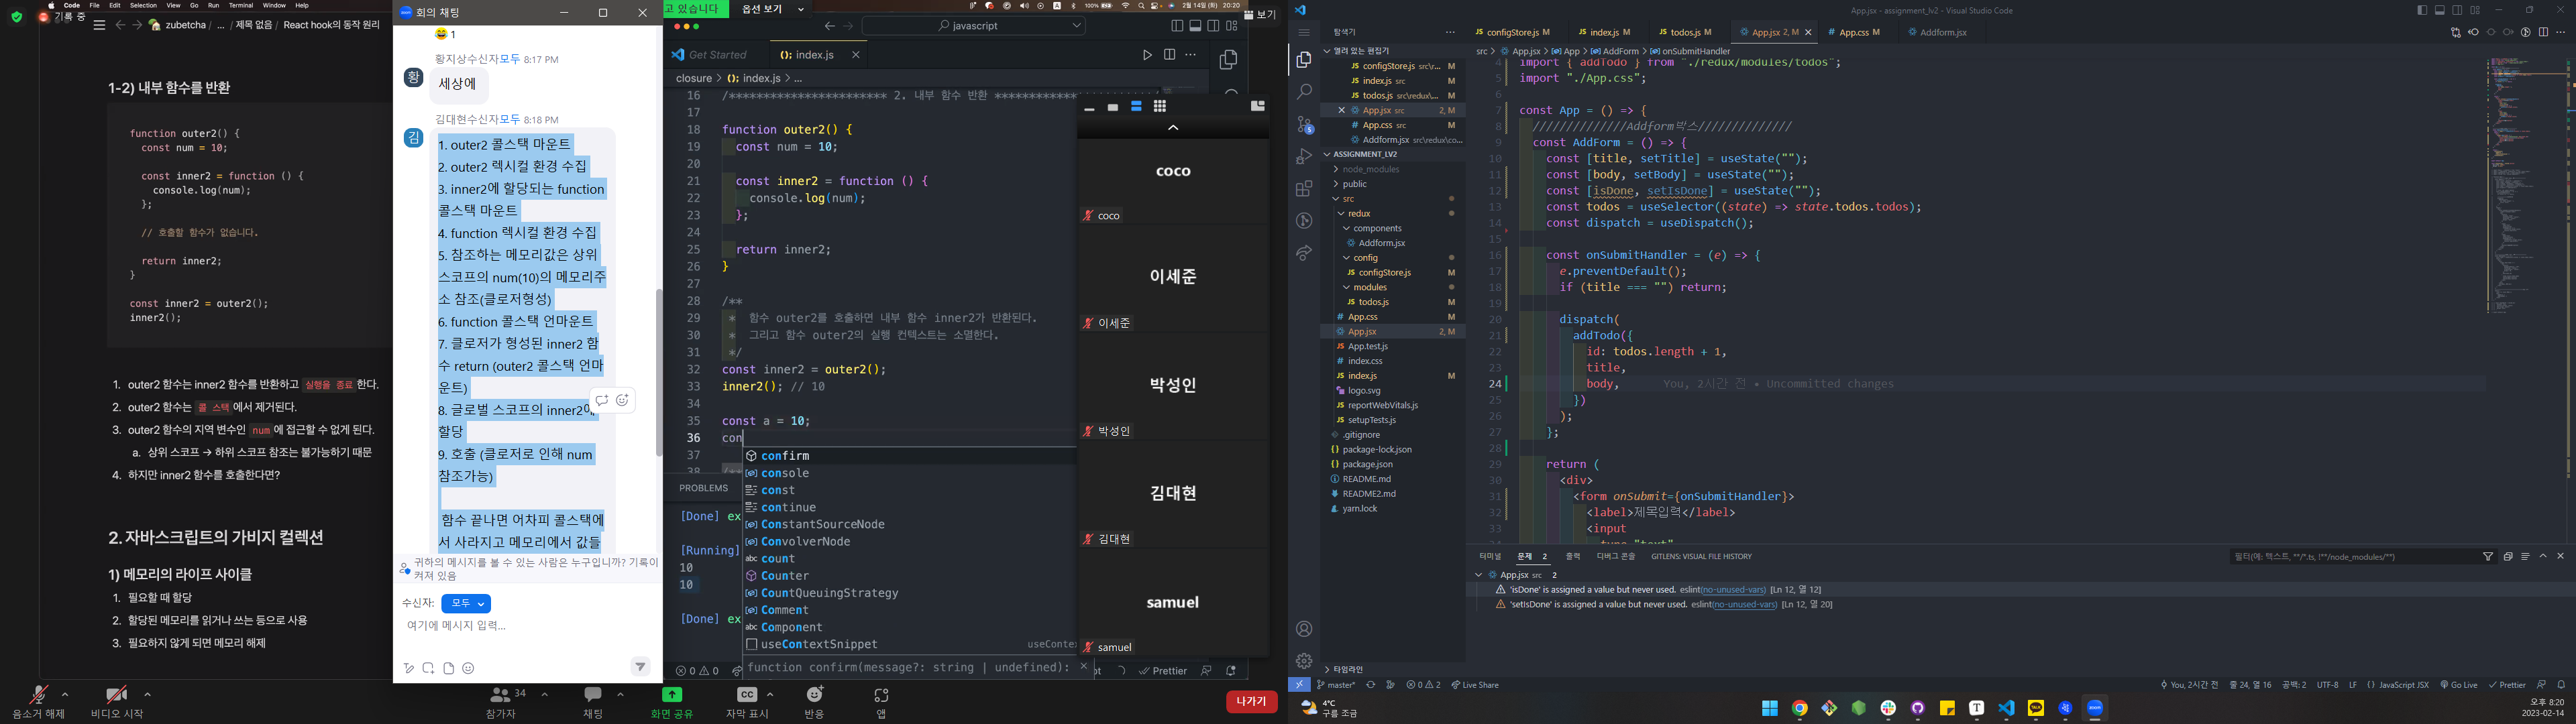 Code File Edit Selection View Go Run Terminal Window Help
기록 중
zubetcha / ... / 제목 없음 / React hook의 동작 원리
1-2) 내부 함수를 반환
function outer2() {
const num = 10;
const inner2 = function () {
console.log(num);
};
// 호출할 함수가 없습니다.
return inner2;
}
const inner2 = outer2();
inner2();
1. outer2 함수는 inner2 함수를 반환하고 실행을 종료한다.
2. outer2 함수는 콜 스택에서 제거된다.
3. outer2 함수의 지역 변수인 num에 접근할 수 없게 된다.
a. 상위 스코프 → 하위 스코프 참조는 불가능하기 때문
4. 하지만 inner2 함수를 호출한다면?
2. 자바스크립트의 가비지 컬렉션
1) 메모리의 라이프 사이클
1. 필요할 때 할당
2. 할당된 메모리를 읽거나 쓰는 등으로 사용
3. 필요하지 않게 되면 메모리 해제
회의 채팅
1
황지상수신자모두 8:17 PM
황
세상에
김대현수신자모두 8:18 PM
김
1. outer2 콜스택 마운트
2. outer2 렉시컬 환경 수집
3. inner2에 할당되는 function
콜스택 마운트
4. function 렉시컬 환경 수집
5. 참조하는 메모리값은 상위
스코프의 num(10)의 메모리주
소 참조(클로저형성)
6. function 콜스택 언마운트
7. 클로저가 형성된 inner2 함
수 return (outer2 콜스택 언마
운트)
8. 글로벌 스코프의 inner2에
할당
9. 호출 (클로저로 인해 num
참조가능)
함수 끝나면 어차피 콜스택에
서 사라지고 메모리에서 값들
귀하의 메시지를 볼 수 있는 사람은 누구입니까? 기록이
켜져 있음
수신자: 모두
여기에 메시지 입력...
고 있습니다 옵션 보기
100% 2월 14일 (화) 20:20
보기
javascript
Get Started index.js
closure > index.js > ...
16 /*********************** 2. 내부 함수 반환 ***********************
17
18 function outer2() {
19 const num = 10;
20
21 const inner2 = function () {
22 console.log(num);
23 };
24
25 return inner2;
26 }
27
28 /**
29 * 함수 outer2를 호출하면 내부 함수 inner2가 반환된다.
30 * 그리고 함수 outer2의 실행 컨텍스트는 소멸한다.
31 */
32 const inner2 = outer2();
33 inner2(); // 10
34
35 const a = 10;
36 con
37
38 /**
confirm
console
const
continue
ConstantSourceNode
ConvolverNode
count
Counter
CountQueuingStrategy
Comment
Component
useContextSnippet useContex
function confirm(message?: string | undefined):
PROBLEMS
[Done] ex
[Running]
10
10
[Done] ex
0 0
Prettier
coco
coco
이세준
이세준
박성인
박성인
김대현
김대현
samuel
samuel
음소거 해제
비디오 시작
34
참가자
채팅
화면 공유
자막 표시
반응
앱
나가기
App.jsx - assignment_lv2 - Visual Studio Code
탐색기
열려 있는 편집기
configStore.js src\r... M
index.js src M
todos.js src\redux\... M
App.jsx src 2, M
App.css src M
Addform.jsx src\redux\co...
ASSIGNMENT_LV2
node_modules
public
src
redux
components
Addform.jsx
config
configStore.js M
modules
todos.js M
App.css M
App.jsx 2, M
App.test.js
index.css
index.js M
logo.svg
reportWebVitals.js
setupTests.js
.gitignore
package-lock.json
package.json
README.md
README2.md
yarn.lock
타임라인
configStore.js M index.js M todos.js M App.jsx 2, M App.css M Addform.jsx
src > App.jsx > App > AddForm > onSubmitHandler
4 import { addTodo } from "./redux/modules/todos";
5 import "./App.css";
6
7 const App = () => {
8 //////////////Addform박스//////////////
9 const AddForm = () => {
10 const [title, setTitle] = useState("");
11 const [body, setBody] = useState("");
12 const [isDone, setIsDone] = useState("");
13 const todos = useSelector((state) => state.todos.todos);
14 const dispatch = useDispatch();
15
16 const onSubmitHandler = (e) => {
17 e.preventDefault();
18 if (title === "") return;
19
20 dispatch(
21 addTodo({
22 id: todos.length + 1,
23 title,
24 body, You, 2시간 전 • Uncommitted changes
25 })
26 );
27 };
28
29 return (
30 <div>
31 <form onSubmit={onSubmitHandler}>
32 <label>제목입력</label>
33 <input
type="text"
터미널 문제 2 출력 디버그 콘솔 GITLENS: VISUAL FILE HISTORY
필터(예: 텍스트, **/*.ts, !**/node_modules/**)
App.jsx src 2
'isDone' is assigned a value but never used. eslint(no-unused-vars) [Ln 12, 열 12]
'setIsDone' is assigned a value but never used. eslint(no-unused-vars) [Ln 12, 열 20]
master* 0 2 Live Share
You, 2시간 전 줄 24, 열 16 공백: 2 UTF-8 LF JavaScript JSX Go Live Prettier
4°C
구름 조금
오후 8:20
2023-02-14